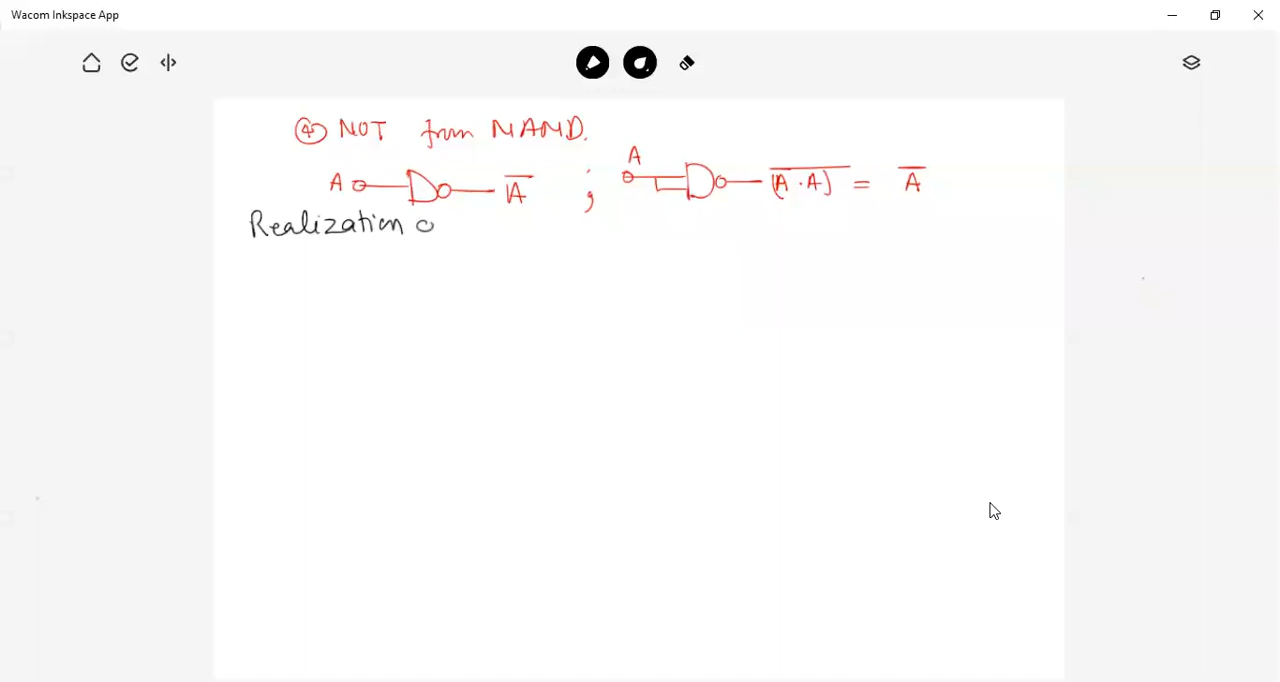 Wacom Inkspace App
④ NOT from NAND.
A A̅ ; A (A·A)̅ = A̅
Realization o